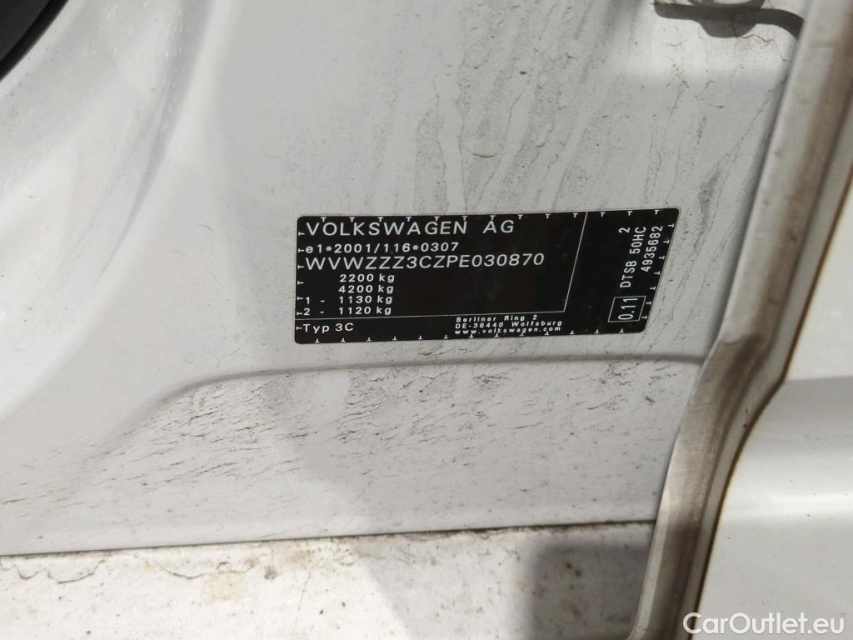 VOLKSWAGEN AG
e1*2001/116*0307
WVWZZZ3CZPE030870
2200 kg
4200 kg
1 - 1130 kg
2 - 1120 kg
Typ 3C
Berliner Ring 2
DE-38440 Wolfsburg
www.volkswagen.com
2
DTSB 50HC
4935682
0.11
CarOutlet.eu